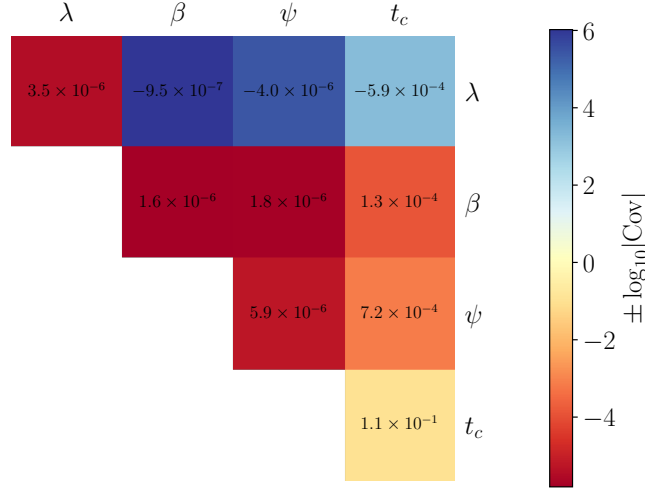 λ β ψ t_c
3.5 × 10⁻⁶ −9.5 × 10⁻⁷ −4.0 × 10⁻⁶ −5.9 × 10⁻⁴ λ
1.6 × 10⁻⁶ 1.8 × 10⁻⁶ 1.3 × 10⁻⁴ β
5.9 × 10⁻⁶ 7.2 × 10⁻⁴ ψ
1.1 × 10⁻¹ t_c
6
4
2
0
−2
−4
± log₁₀|Cov|